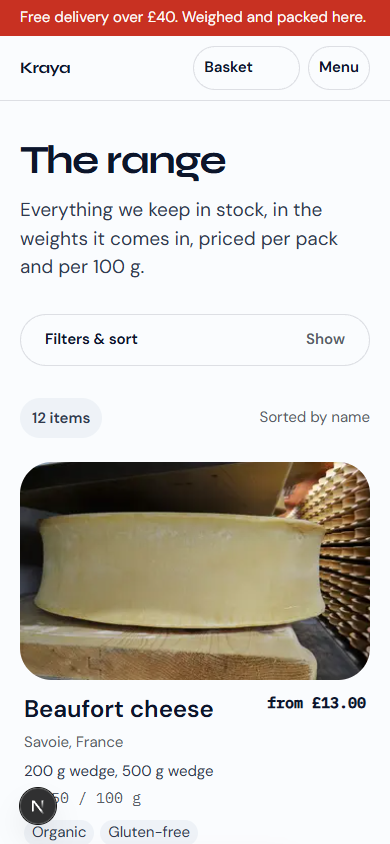 Free delivery over £40. Weighed and packed here.
Kraya
Basket
Menu
The range
Everything we keep in stock, in the
weights it comes in, priced per pack
and per 100 g.
Filters & sort
Show
12 items
Sorted by name
Beaufort cheese
from £13.00
Savoie, France
200 g wedge, 500 g wedge
50 / 100 g
N
Organic
Gluten-free